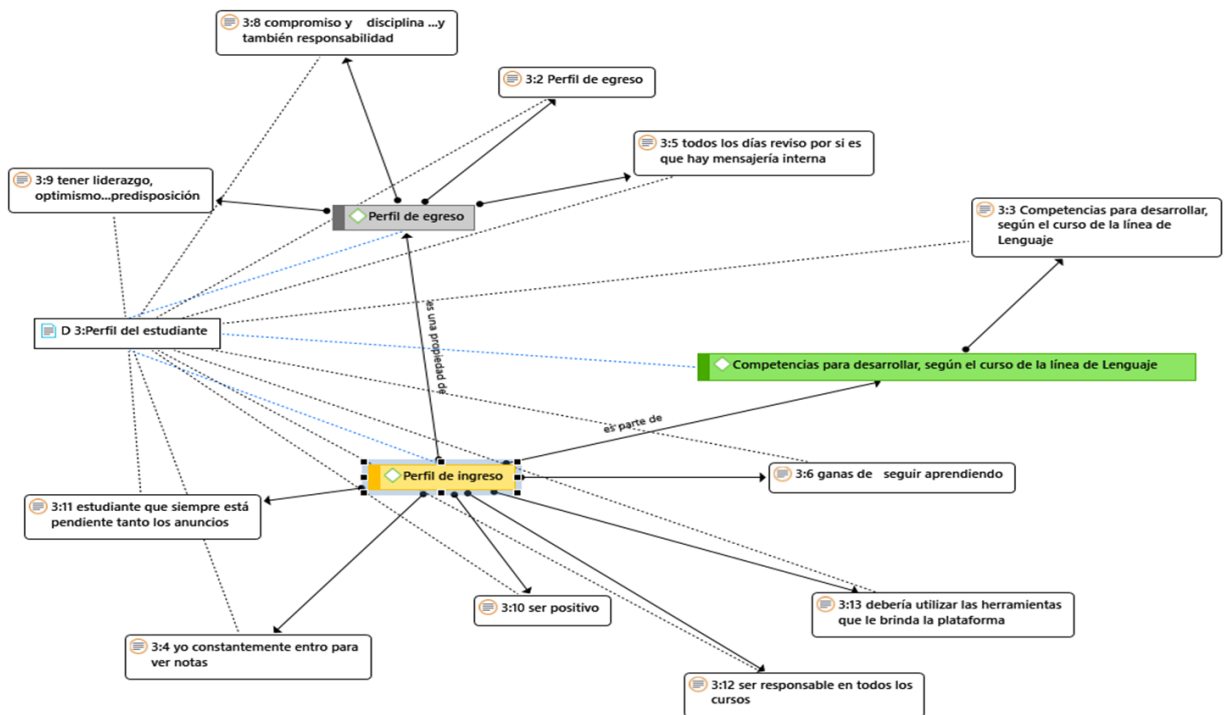 3:8 compromiso y disciplina ...y
también responsabilidad
3:2 Perfil de egreso
3:5 todos los días reviso por si es
que hay mensajería interna
3:9 tener liderazgo,
optimismo...predisposición
Perfil de egreso
3:3 Competencias para desarrollar,
según el curso de la línea de
Lenguaje
es una propiedad de
D 3:Perfil del estudiante
Competencias para desarrollar, según el curso de la línea de Lenguaje
es parte de
Perfil de ingreso
3:6 ganas de seguir aprendiendo
3:11 estudiante que siempre está
pendiente tanto los anuncios
3:10 ser positivo
3:13 debería utilizar las herramientas
que le brinda la plataforma
3:4 yo constantemente entro para
ver notas
3:12 ser responsable en todos los
cursos